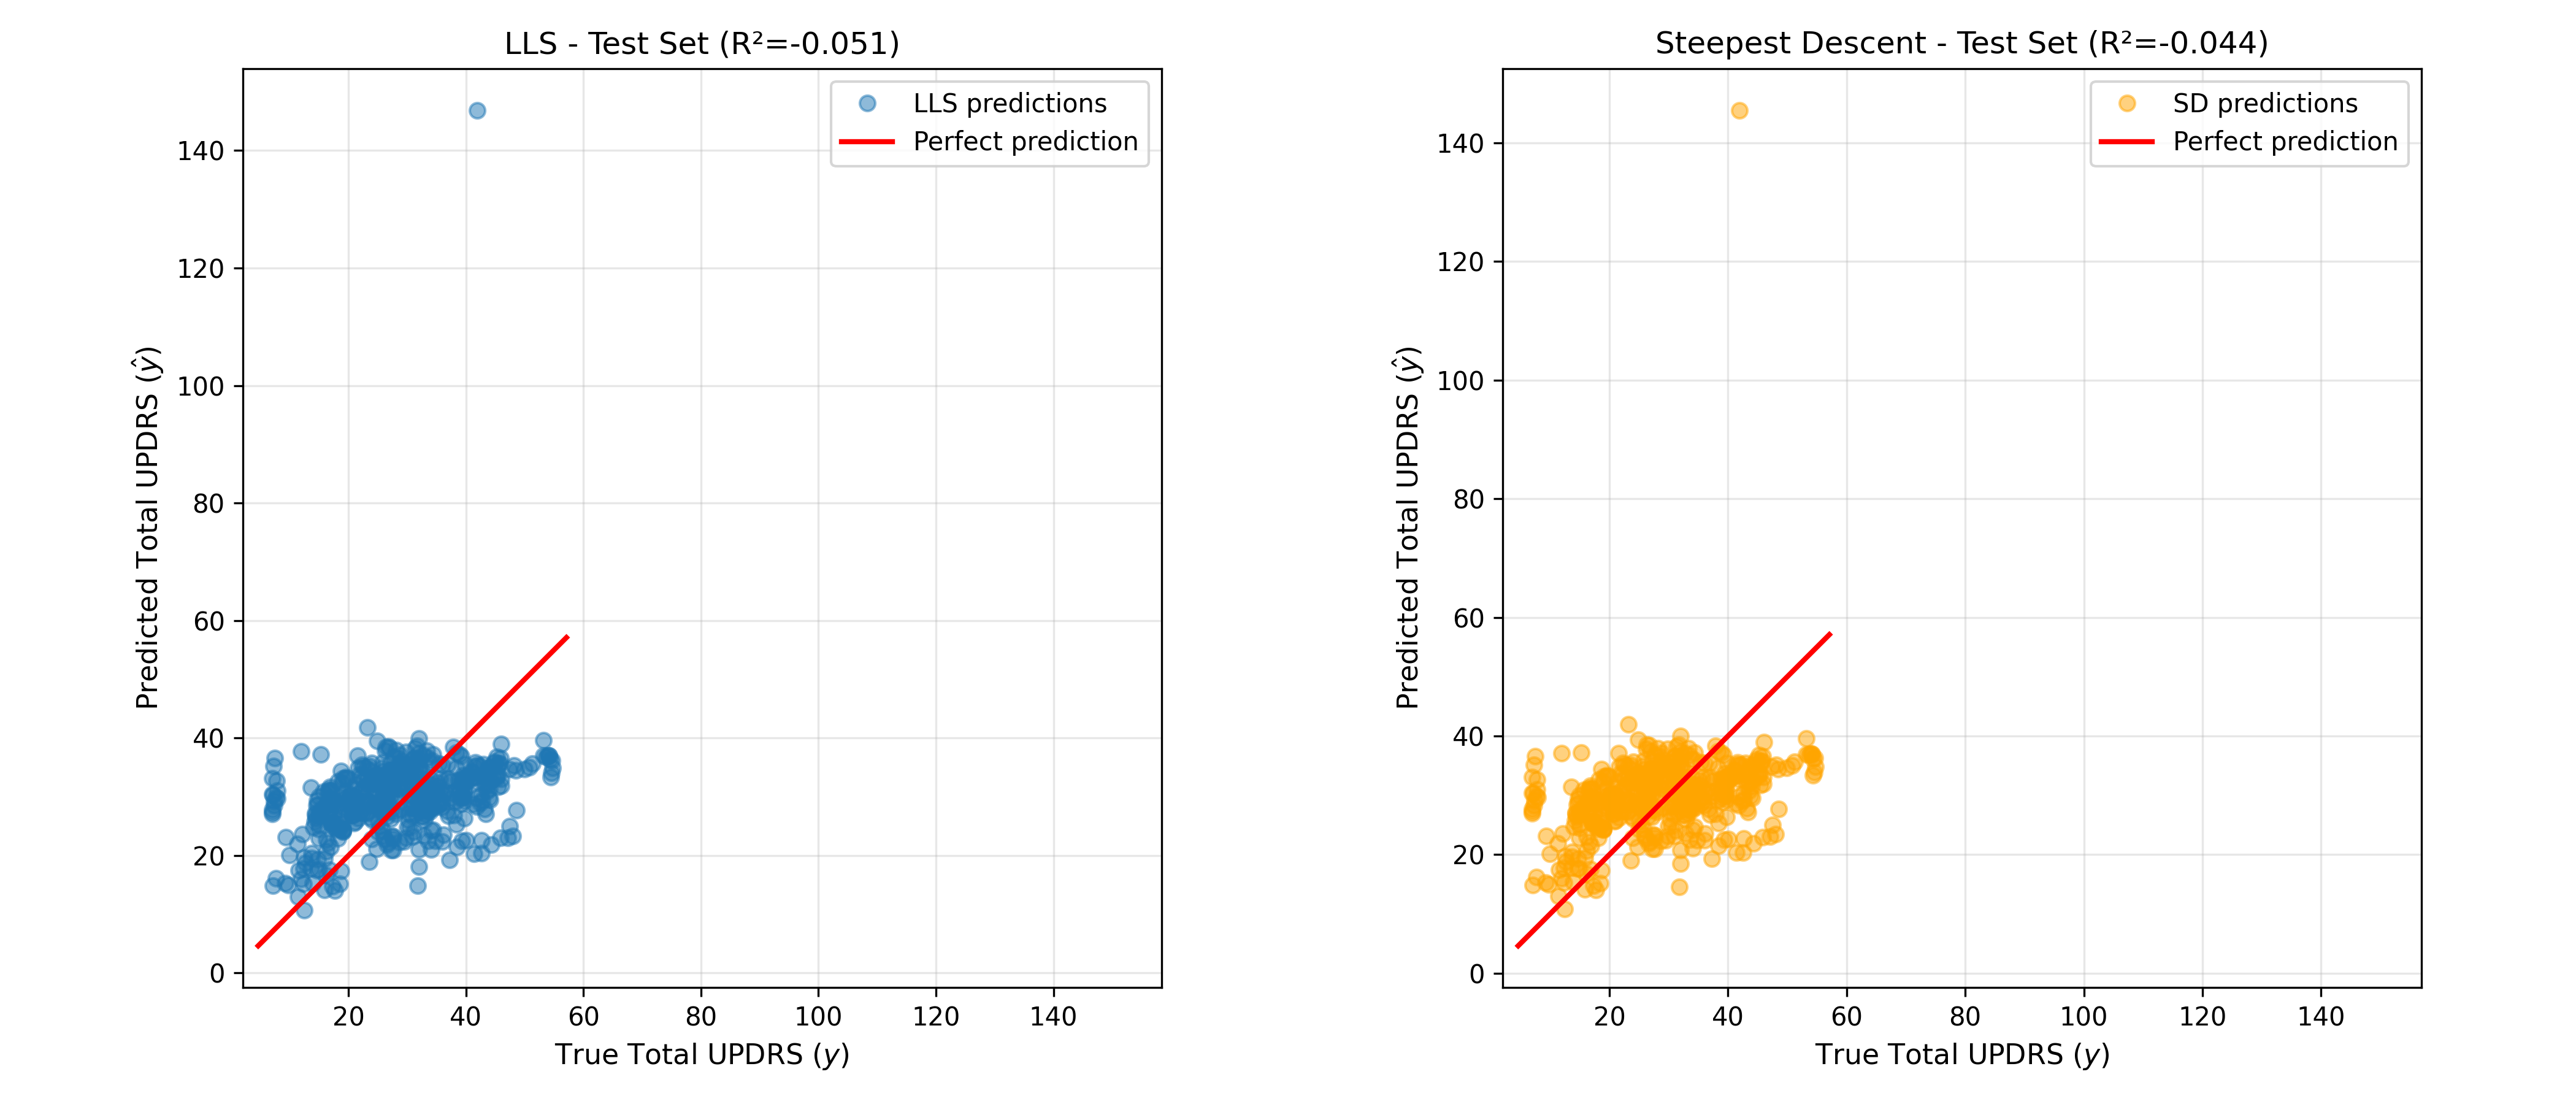 LLS - Test Set (R²=-0.051)
LLS predictions
Perfect prediction
Predicted Total UPDRS (ŷ)
140
120
100
80
60
40
20
0
20 40 60 80 100 120 140
True Total UPDRS (y)
Steepest Descent - Test Set (R²=-0.044)
SD predictions
Perfect prediction
Predicted Total UPDRS (ŷ)
140
120
100
80
60
40
20
0
20 40 60 80 100 120 140
True Total UPDRS (y)